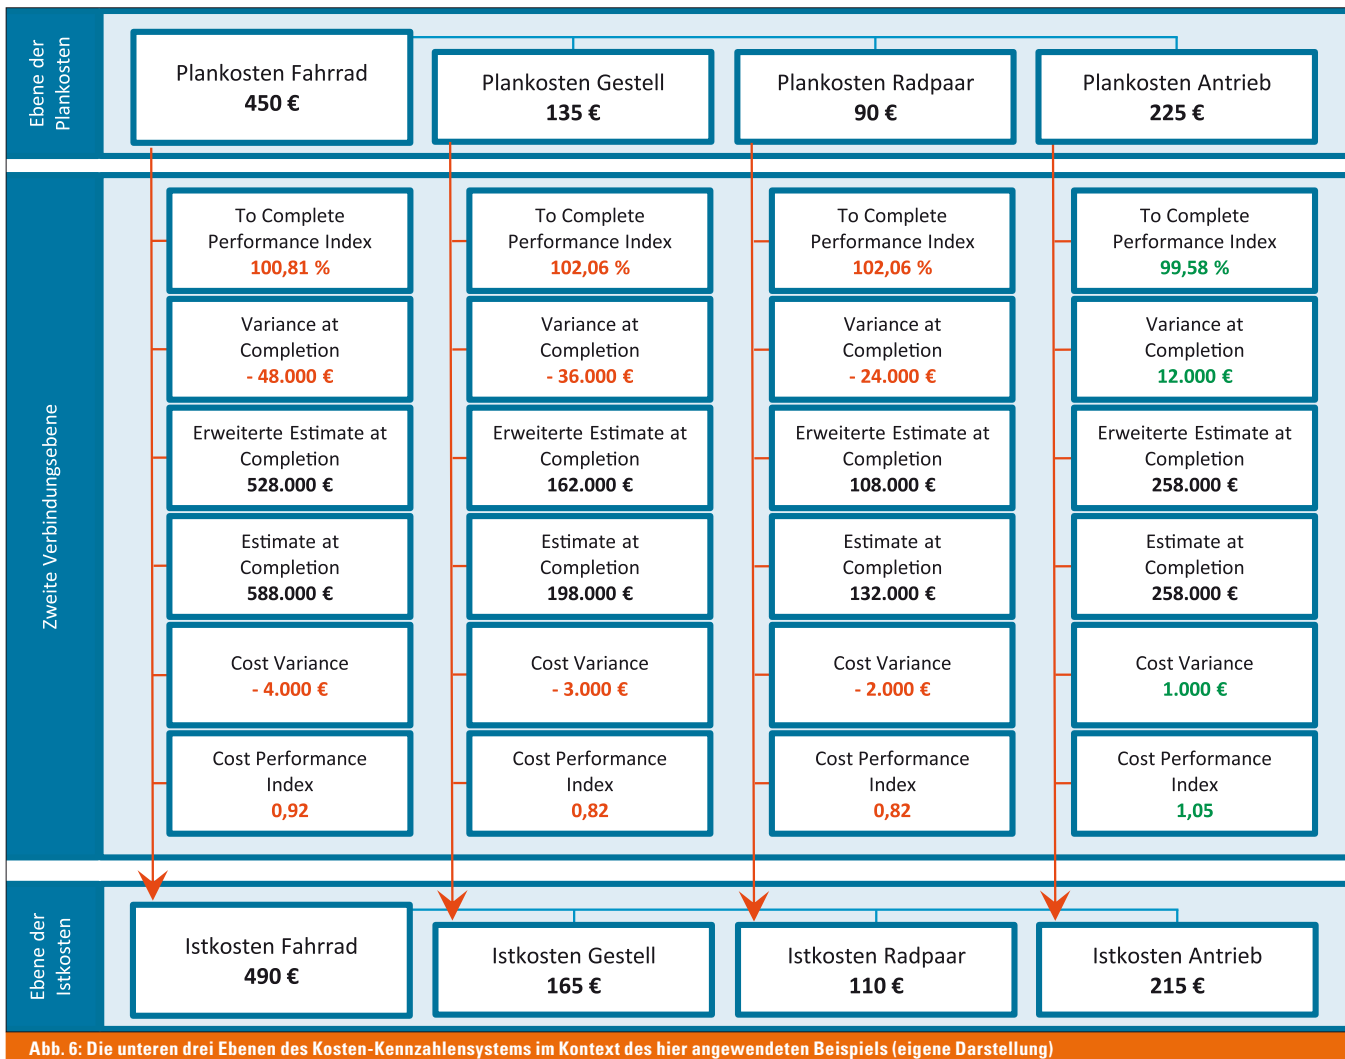 Ebene der
Plankosten
Plankosten Fahrrad
450 €
Plankosten Gestell
135 €
Plankosten Radpaar
90 €
Plankosten Antrieb
225 €
Zweite Verbindungsebene
To Complete
Performance Index
100,81 %
Variance at
Completion
- 48.000 €
Erweiterte Estimate at
Completion
528.000 €
Estimate at
Completion
588.000 €
Cost Variance
- 4.000 €
Cost Performance
Index
0,92
To Complete
Performance Index
102,06 %
Variance at
Completion
- 36.000 €
Erweiterte Estimate at
Completion
162.000 €
Estimate at
Completion
198.000 €
Cost Variance
- 3.000 €
Cost Performance
Index
0,82
To Complete
Performance Index
102,06 %
Variance at
Completion
- 24.000 €
Erweiterte Estimate at
Completion
108.000 €
Estimate at
Completion
132.000 €
Cost Variance
- 2.000 €
Cost Performance
Index
0,82
To Complete
Performance Index
99,58 %
Variance at
Completion
12.000 €
Erweiterte Estimate at
Completion
258.000 €
Estimate at
Completion
258.000 €
Cost Variance
1.000 €
Cost Performance
Index
1,05
Ebene der
Istkosten
Istkosten Fahrrad
490 €
Istkosten Gestell
165 €
Istkosten Radpaar
110 €
Istkosten Antrieb
215 €
Abb. 6: Die unteren drei Ebenen des Kosten-Kennzahlensystems im Kontext des hier angewendeten Beispiels (eigene Darstellung)